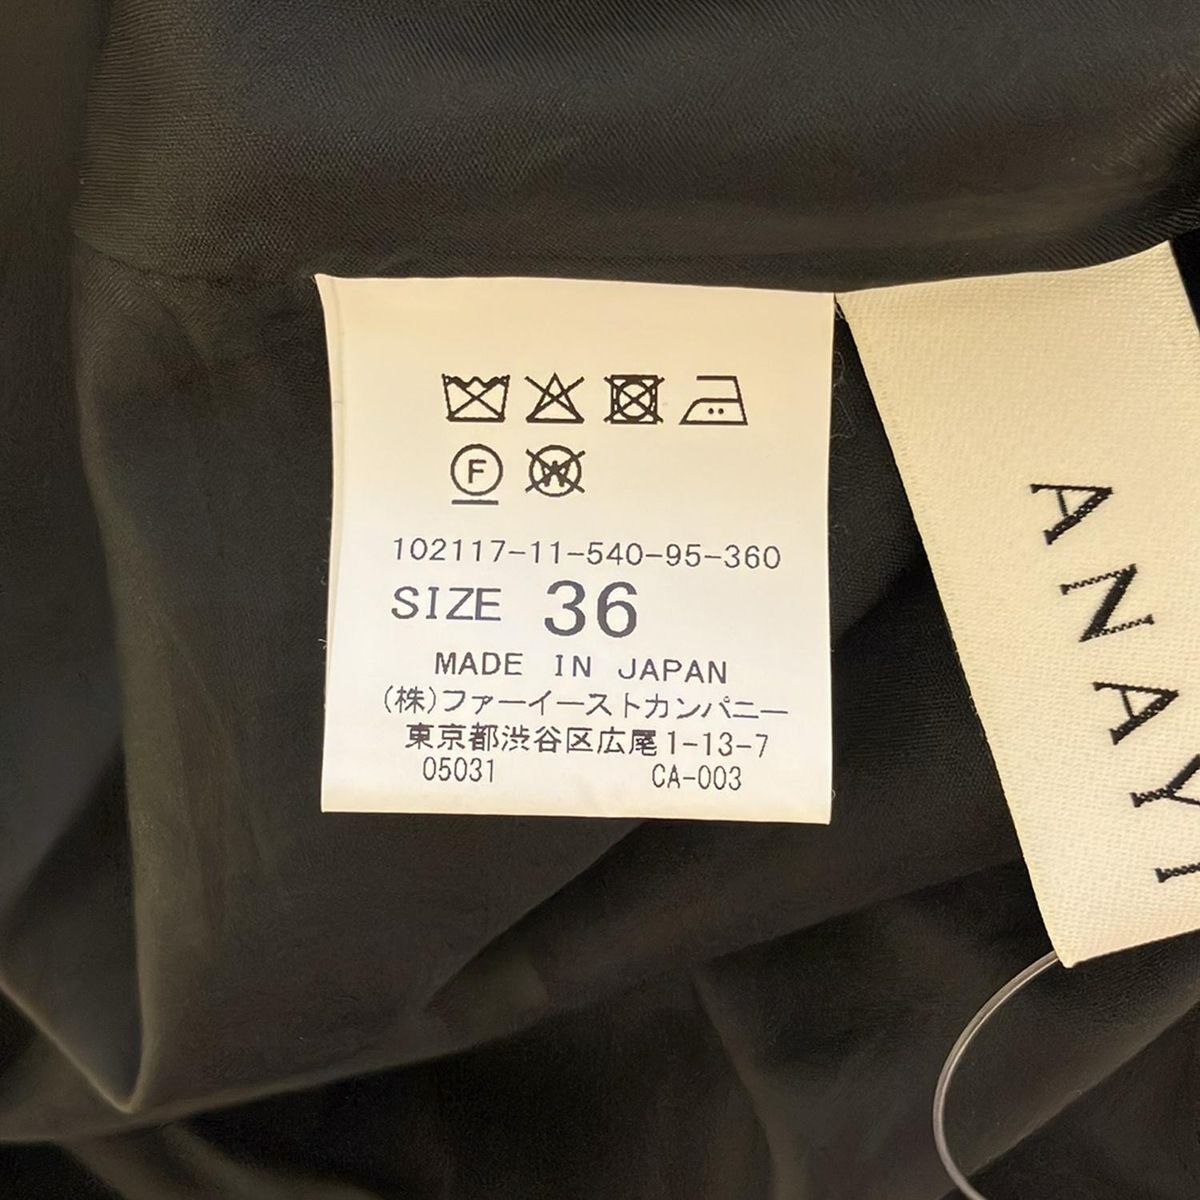 F
W
102117-11-540-95-360
SIZE 36
MADE IN JAPAN
(株)ファーイーストカンパニー
東京都渋谷区広尾1-13-7
05031 CA-003
ANAYI